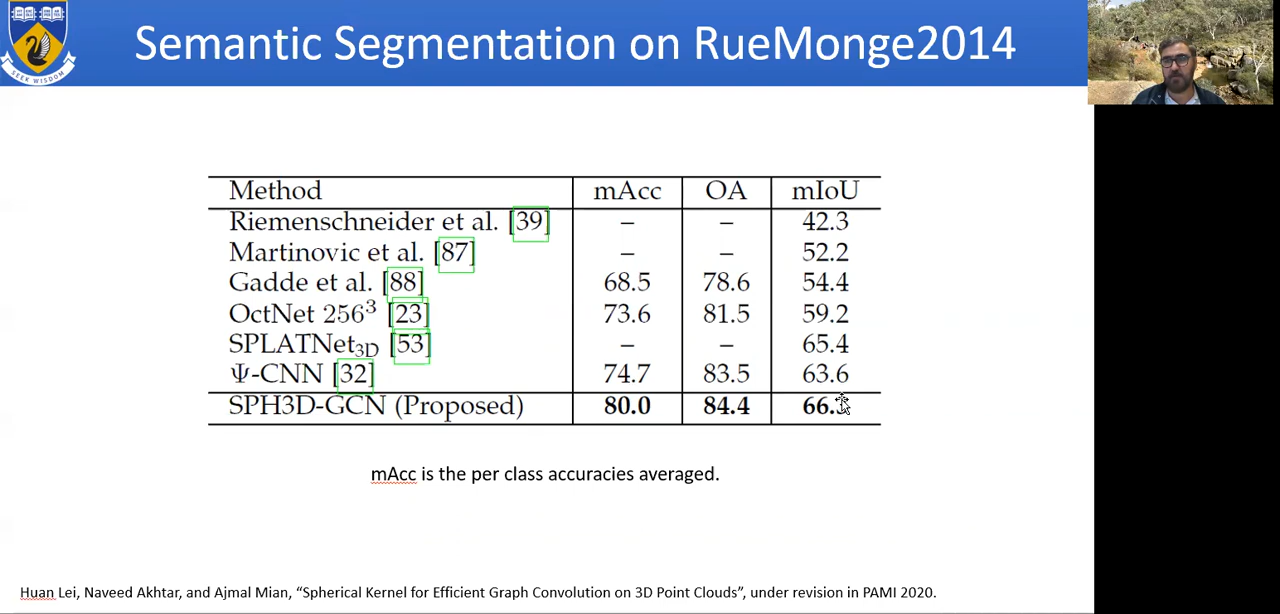 SEEK WISDOM
Semantic Segmentation on RueMonge2014
Method mAcc OA mIoU
Riemenschneider et al. [39] – – 42.3
Martinovic et al. [87] – – 52.2
Gadde et al. [88] 68.5 78.6 54.4
OctNet 256³ [23] 73.6 81.5 59.2
SPLATNet₃D [53] – – 65.4
Ψ-CNN [32] 74.7 83.5 63.6
SPH3D-GCN (Proposed) 80.0 84.4
mAcc is the per class accuracies averaged.
Huan Lei, Naveed Akhtar, and Ajmal Mian, “Spherical Kernel for Efficient Graph Convolution on 3D Point Clouds”, under revision in PAMI 2020.